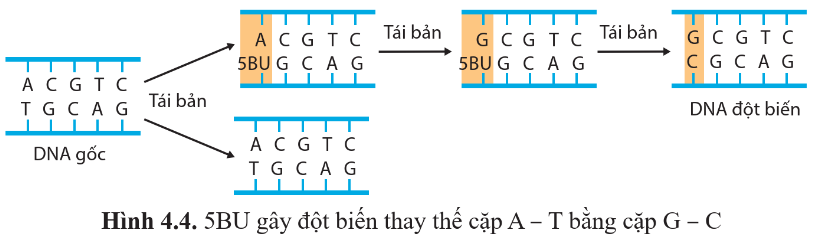 A C G T C
T G C A G
DNA gốc
Tái bản
A C G T C
5BU G C A G
A C G T C
T G C A G
Tái bản
G C G T C
5BU G C A G
Tái bản
G C G T C
C G C A G
DNA đột biến
Hình 4.4. 5BU gây đột biến thay thế cặp A – T bằng cặp G – C